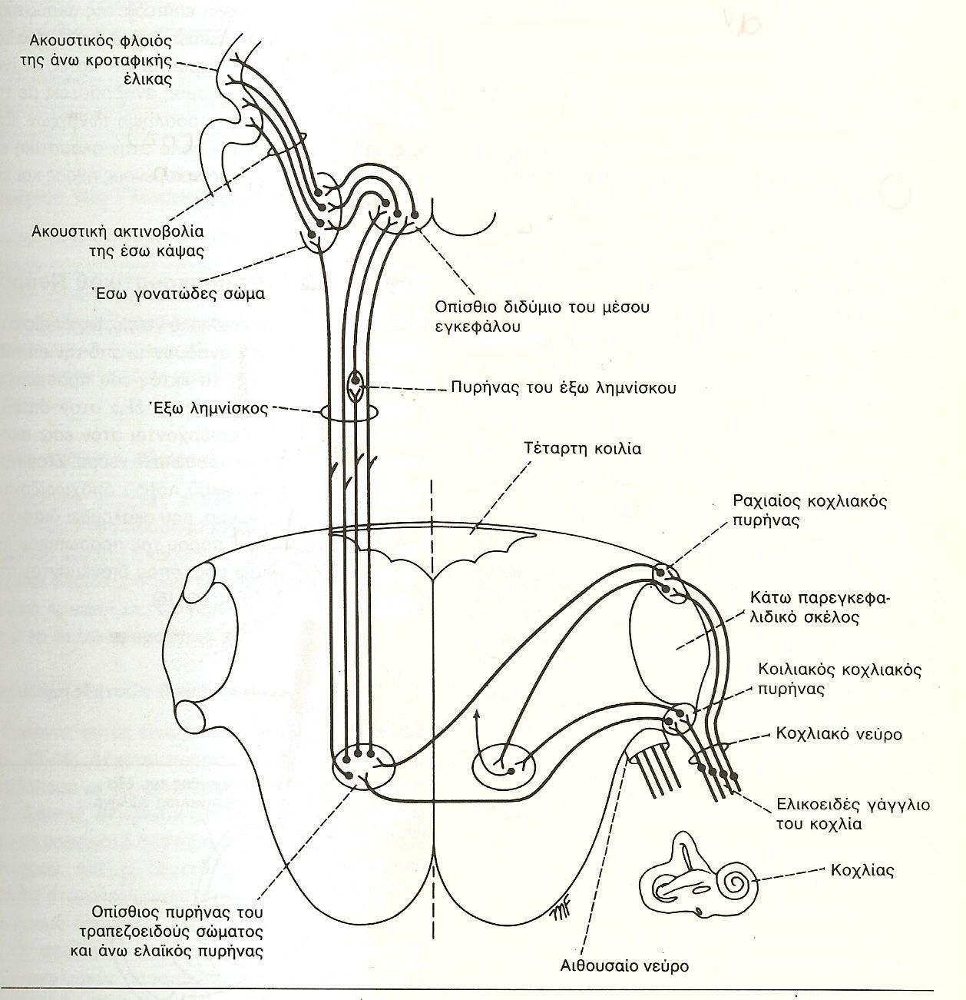 Ακουστικός φλοιός
της άνω κροταφικής
έλικας
Ακουστική ακτινοβολία
της έσω κάψας
Έσω γονατώδες σώμα
Οπίσθιο διδύμιο του μέσου
εγκεφάλου
Πυρήνας του έξω λημνίσκου
Έξω λημνίσκος
Τέταρτη κοιλία
Ραχιαίος κοχλιακός
πυρήνας
Κάτω παρεγκεφα-
λιδικό σκέλος
Κοιλιακός κοχλιακός
πυρήνας
Κοχλιακό νεύρο
Ελικοειδές γάγγλιο
του κοχλία
Κοχλίας
MF
Οπίσθιος πυρήνας του
τραπεζοειδούς σώματος
και άνω ελαϊκός πυρήνας
Αιθουσαίο νεύρο